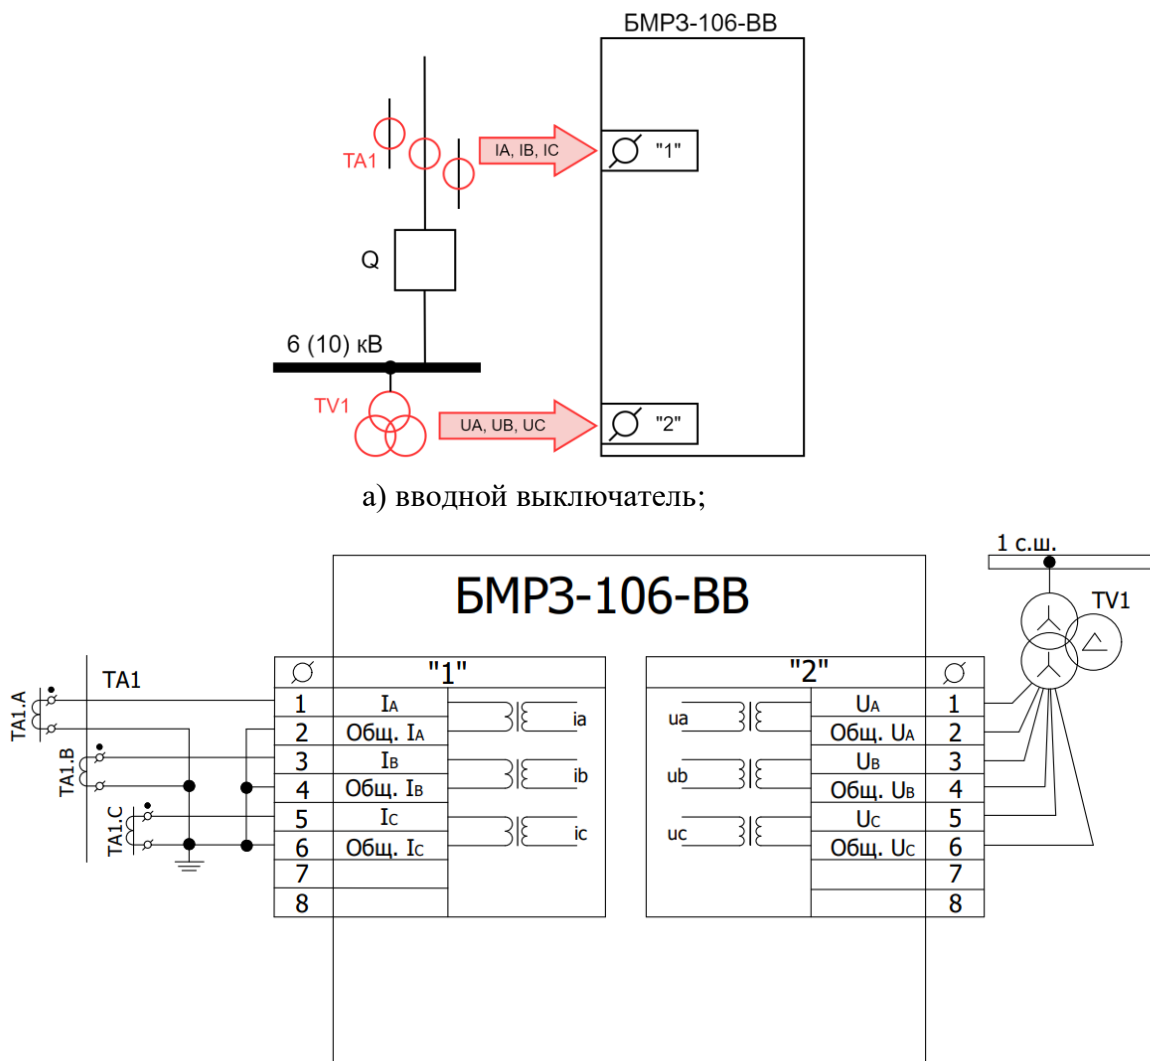 БМРЗ-106-ВВ
TA1
IA, IB, IC
"1"
Q
6 (10) кВ
TV1
UA, UB, UC
"2"
а) вводной выключатель;
1 с.ш.
БМРЗ-106-ВВ
TV1
TA1
TA1.A
TA1.B
TA1.C
"1"
1 IA
2 Общ. IA
3 IB
4 Общ. IB
5 IC
6 Общ. IC
7
8
ia
ib
ic
"2"
ua
ub
uc
UA 1
Общ. UA 2
UB 3
Общ. UB 4
UC 5
Общ. UC 6
7
8